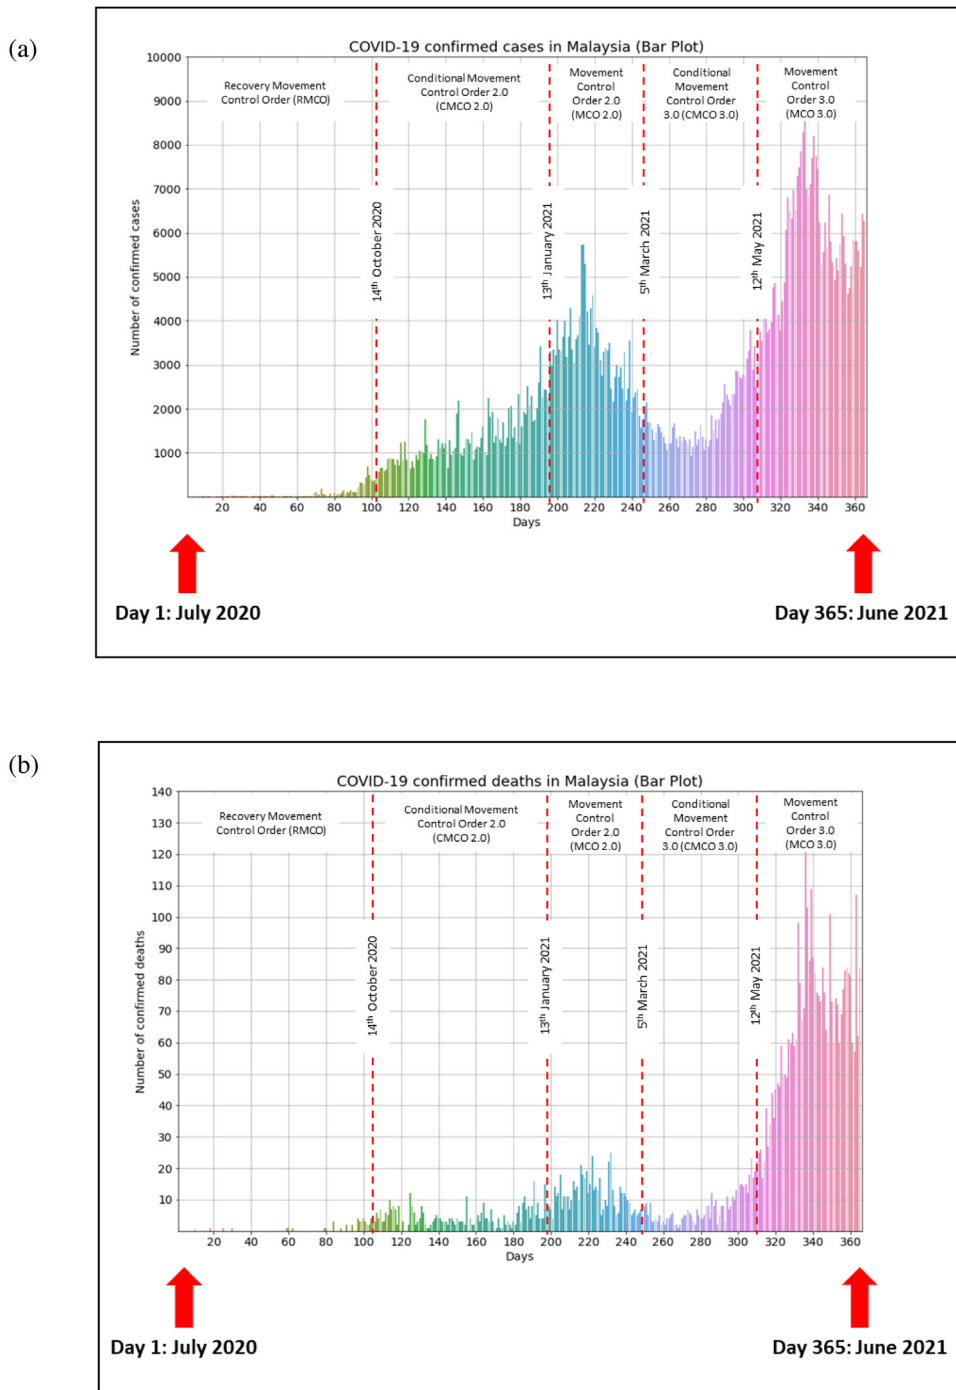 (a)
COVID-19 confirmed cases in Malaysia (Bar Plot)
Recovery Movement
Control Order (RMCO)
Conditional Movement
Control Order 2.0
(CMCO 2.0)
Movement
Control
Order 2.0
(MCO 2.0)
Conditional
Movement
Control Order
3.0 (CMCO 3.0)
Movement
Control
Order 3.0
(MCO 3.0)
10000
9000
8000
7000
6000
5000
4000
3000
2000
1000
Number of confirmed cases
14th October 2020
13th January 2021
5th March 2021
12th May 2021
20 40 60 80 100 120 140 160 180 200 220 240 260 280 300 320 340 360
Days
Day 1: July 2020
Day 365: June 2021
(b)
COVID-19 confirmed deaths in Malaysia (Bar Plot)
Recovery Movement
Control Order (RMCO)
Conditional Movement
Control Order 2.0
(CMCO 2.0)
Movement
Control
Order 2.0
(MCO 2.0)
Conditional
Movement
Control Order
3.0 (CMCO 3.0)
Movement
Control
Order 3.0
(MCO 3.0)
140
130
120
110
100
90
80
70
60
50
40
30
20
10
Number of confirmed deaths
14th October 2020
13th January 2021
5th March 2021
12th May 2021
20 40 60 80 100 120 140 160 180 200 220 240 260 280 300 320 340 360
Days
Day 1: July 2020
Day 365: June 2021